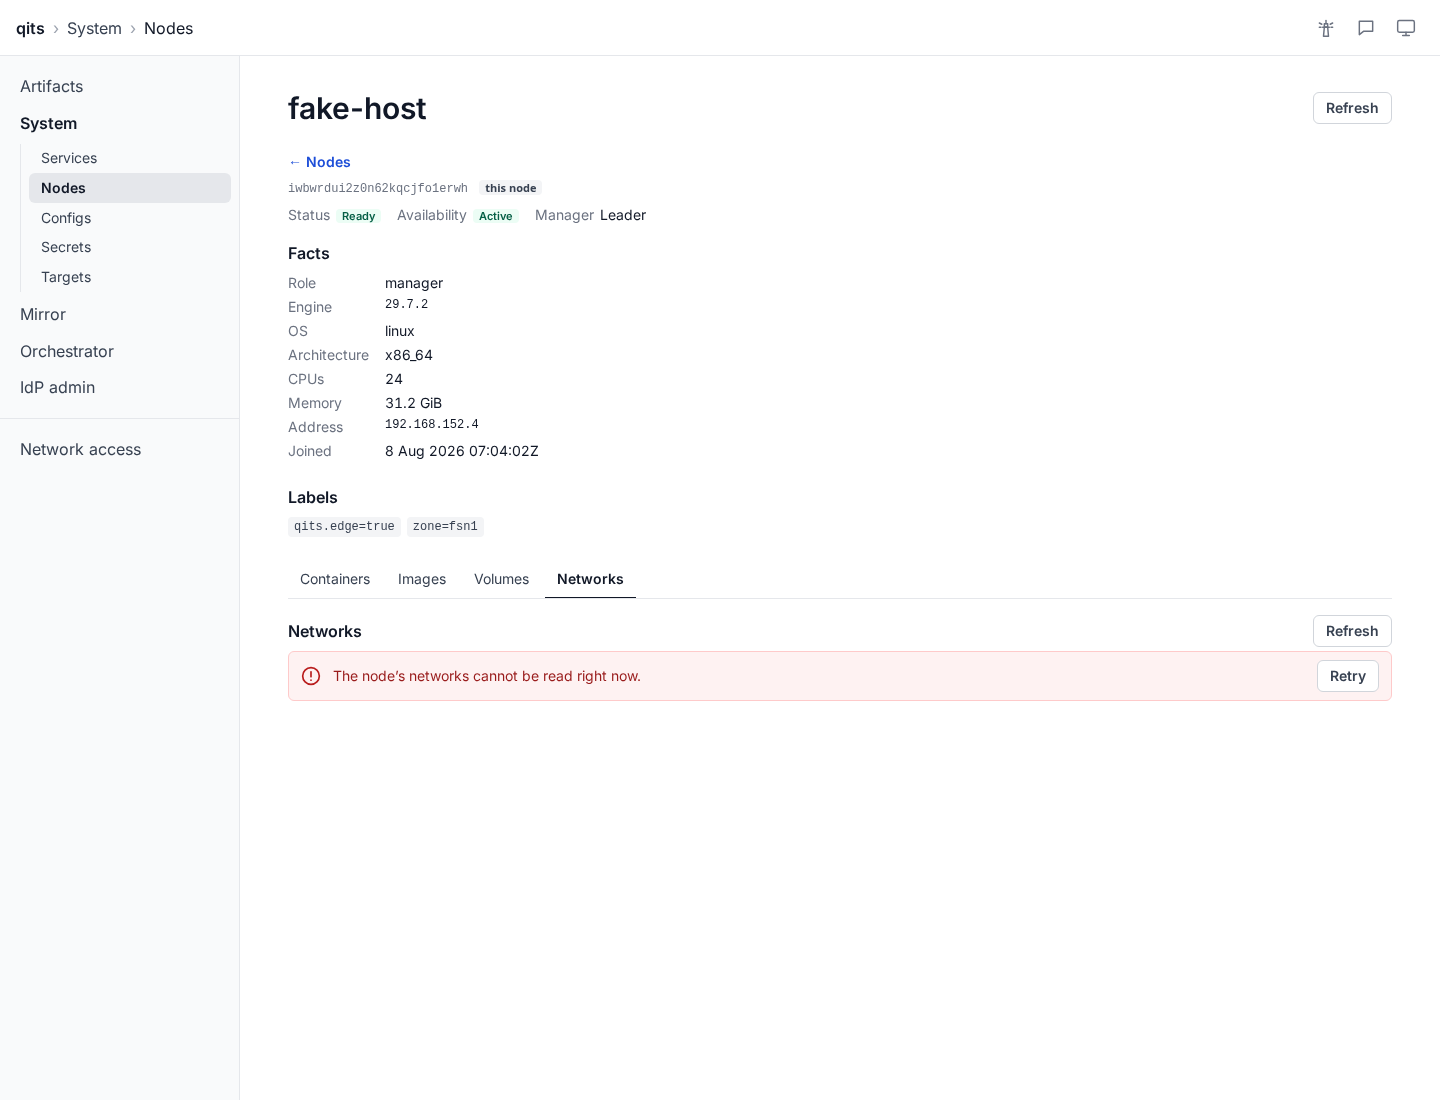 qits › System › Nodes
Artifacts
System
Services
Nodes
Configs
Secrets
Targets
Mirror
Orchestrator
IdP admin
Network access
fake-host
Refresh
← Nodes
iwbwrdui2z0n62kqcjfo1erwh this node
Status Ready Availability Active Manager Leader
Facts
Role manager
Engine 29.7.2
OS linux
Architecture x86_64
CPUs 24
Memory 31.2 GiB
Address 192.168.152.4
Joined 8 Aug 2026 07:04:02Z
Labels
qits.edge=true zone=fsn1
Containers Images Volumes Networks
Networks Refresh
The node’s networks cannot be read right now. Retry